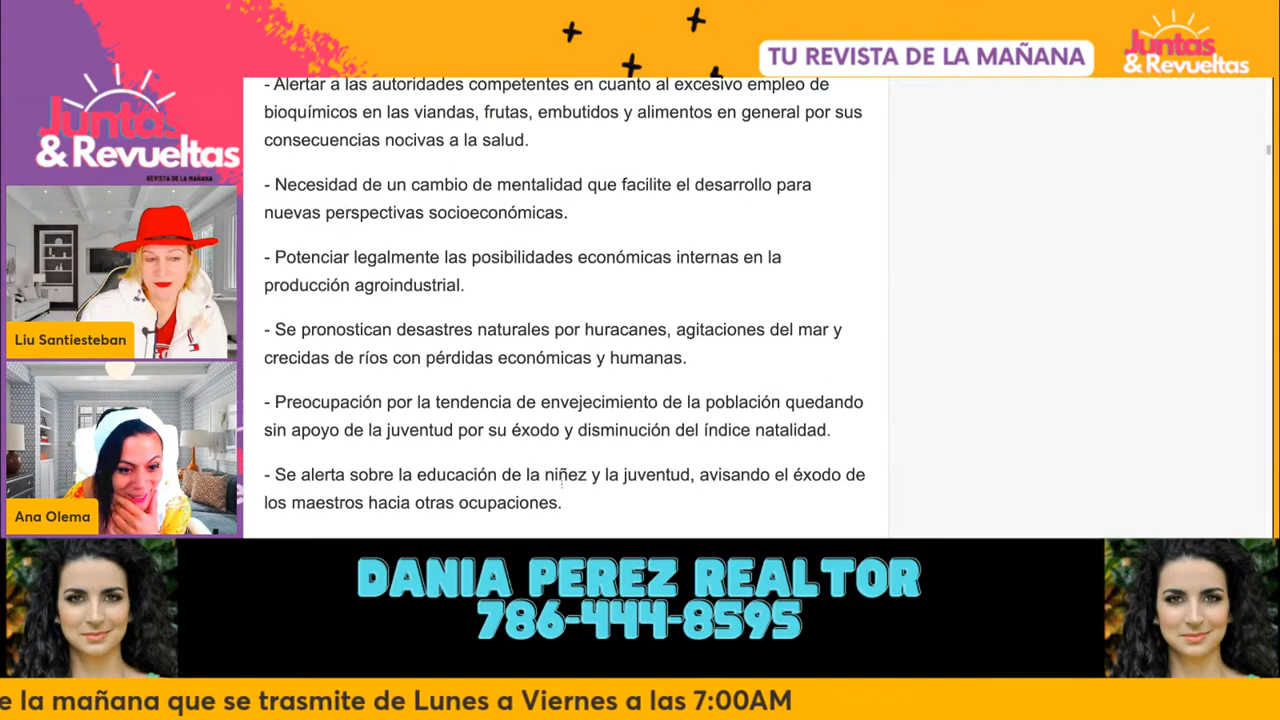 TU REVISTA DE LA MAÑANA
Juntas
& Revueltas
Juntas
& Revueltas
REVISTA DE LA MAÑANA
- Alertar a las autoridades competentes en cuanto al excesivo empleo de
bioquímicos en las viandas, frutas, embutidos y alimentos en general por sus
consecuencias nocivas a la salud.
- Necesidad de un cambio de mentalidad que facilite el desarrollo para
nuevas perspectivas socioeconómicas.
- Potenciar legalmente las posibilidades económicas internas en la
producción agroindustrial.
- Se pronostican desastres naturales por huracanes, agitaciones del mar y
crecidas de ríos con pérdidas económicas y humanas.
- Preocupación por la tendencia de envejecimiento de la población quedando
sin apoyo de la juventud por su éxodo y disminución del índice natalidad.
- Se alerta sobre la educación de la niñez y la juventud, avisando el éxodo de
los maestros hacia otras ocupaciones.
Liu Santiesteban
Ana Olema
DANIA PEREZ REALTOR
786-444-8595
e la mañana que se trasmite de Lunes a Viernes a las 7:00AM